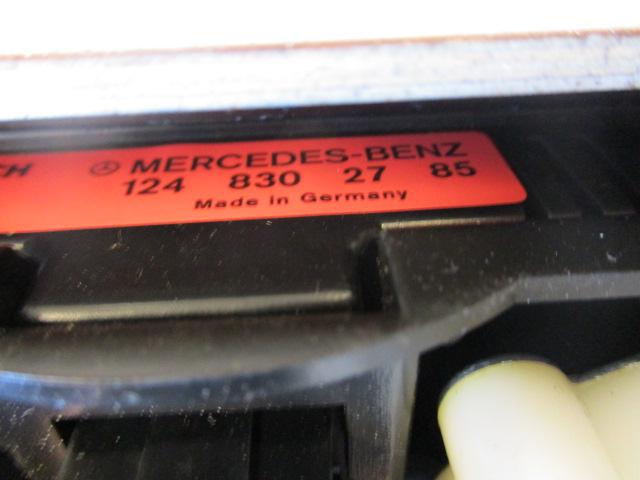 MERCEDES-BENZ
124 830 27 85
Made in Germany